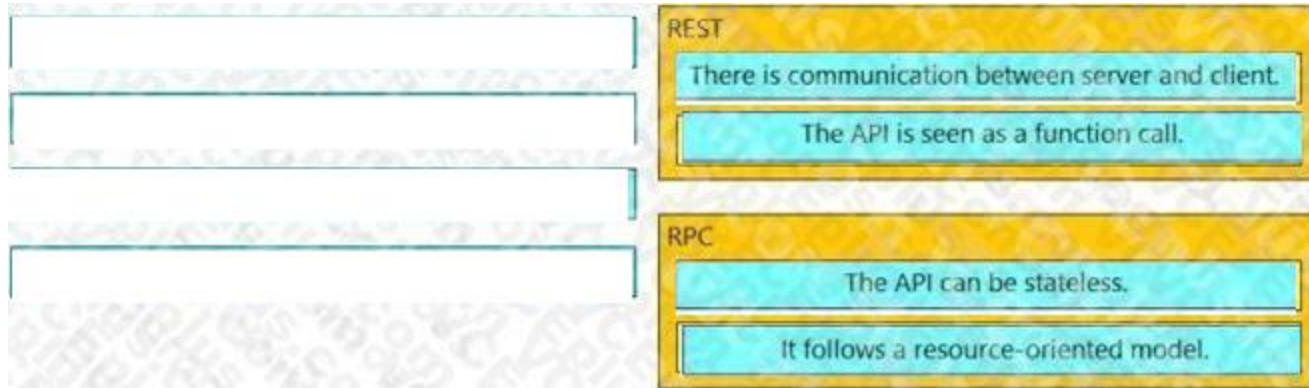 REST
There is communication between server and client.
The API is seen as a function call.
RPC
The API can be stateless.
It follows a resource-oriented model.